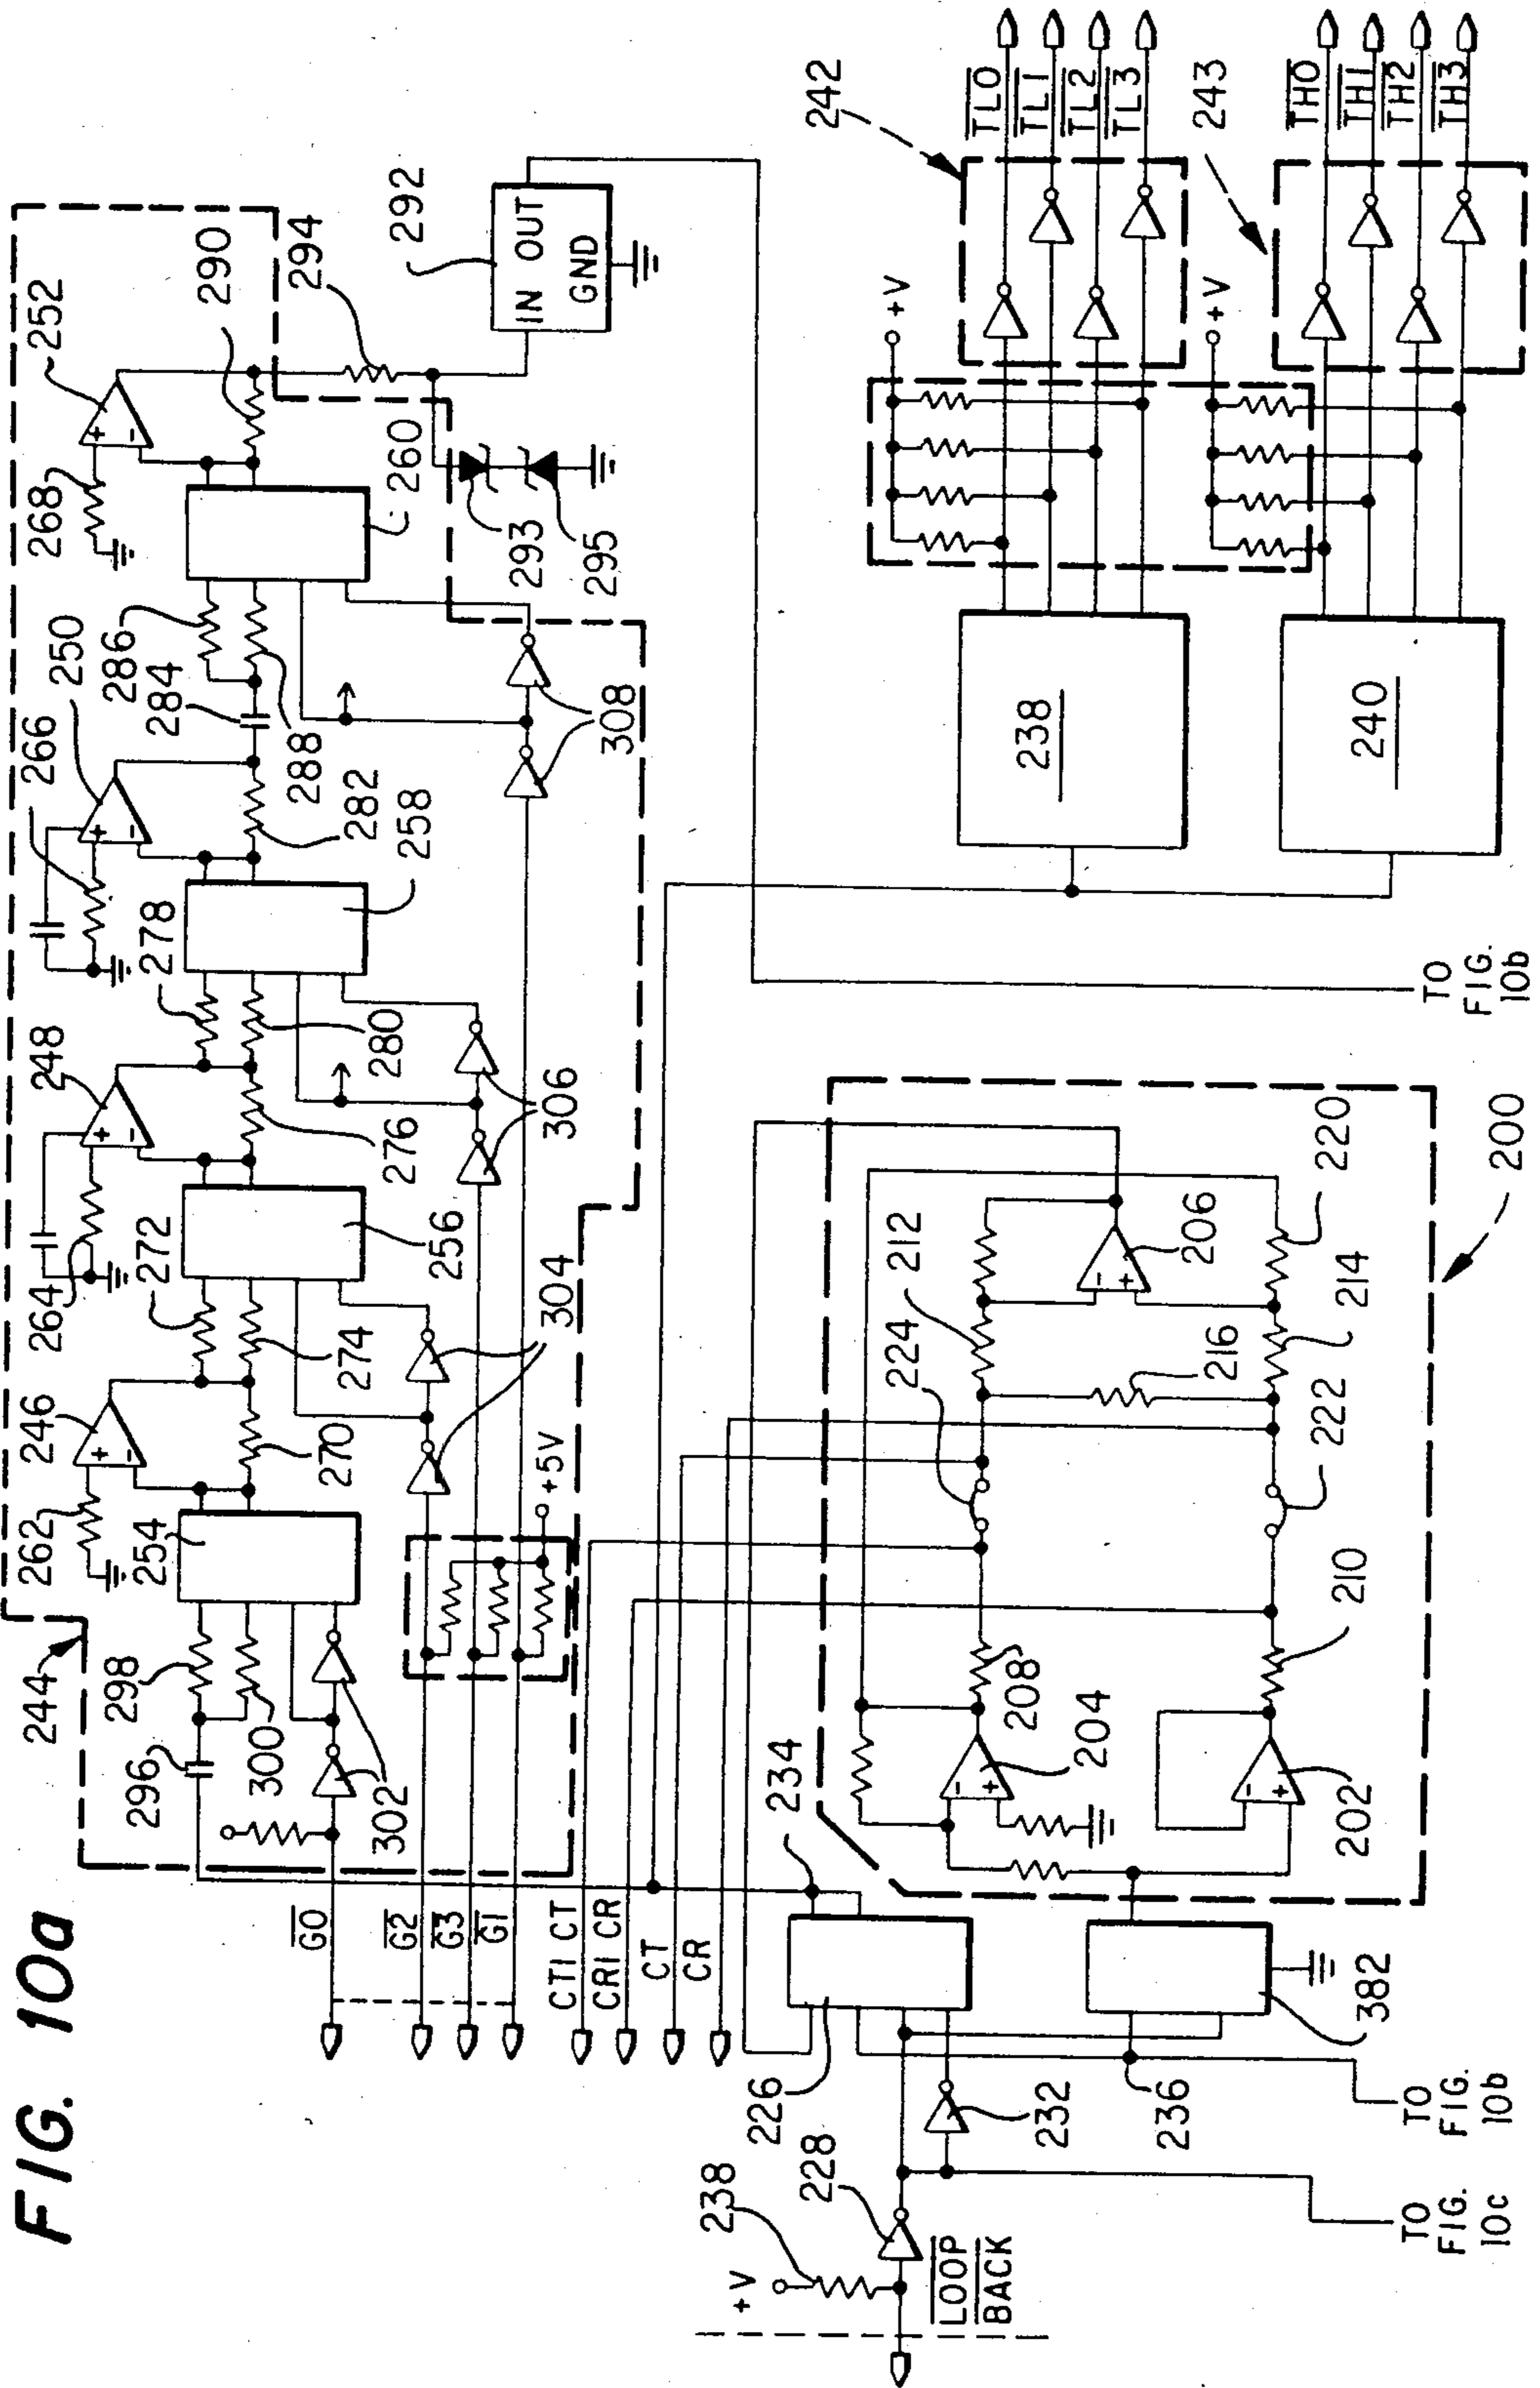 FIG. 10a
244
296
298
300
302
262
254
246
270
272
274
264
256
248
276
278
280
266
258
250
282
284
286
288
268
260
252
290
294
292
IN OUT
GND
293
295
304
306
308
+5V
G0
G2
G3
G1
CT1 CT
CR1 CR
CT
CR
234
226
232
236
382
238
+V
228
LOOP
BACK
TO
FIG.
10c
TO
FIG.
10b
208
204
202
210
224
222
212
216
206
214
220
200
TO
FIG.
10b
238
240
+V
+V
242
TL0
TL1
TL2
TL3
243
TH0
TH1
TH2
TH3